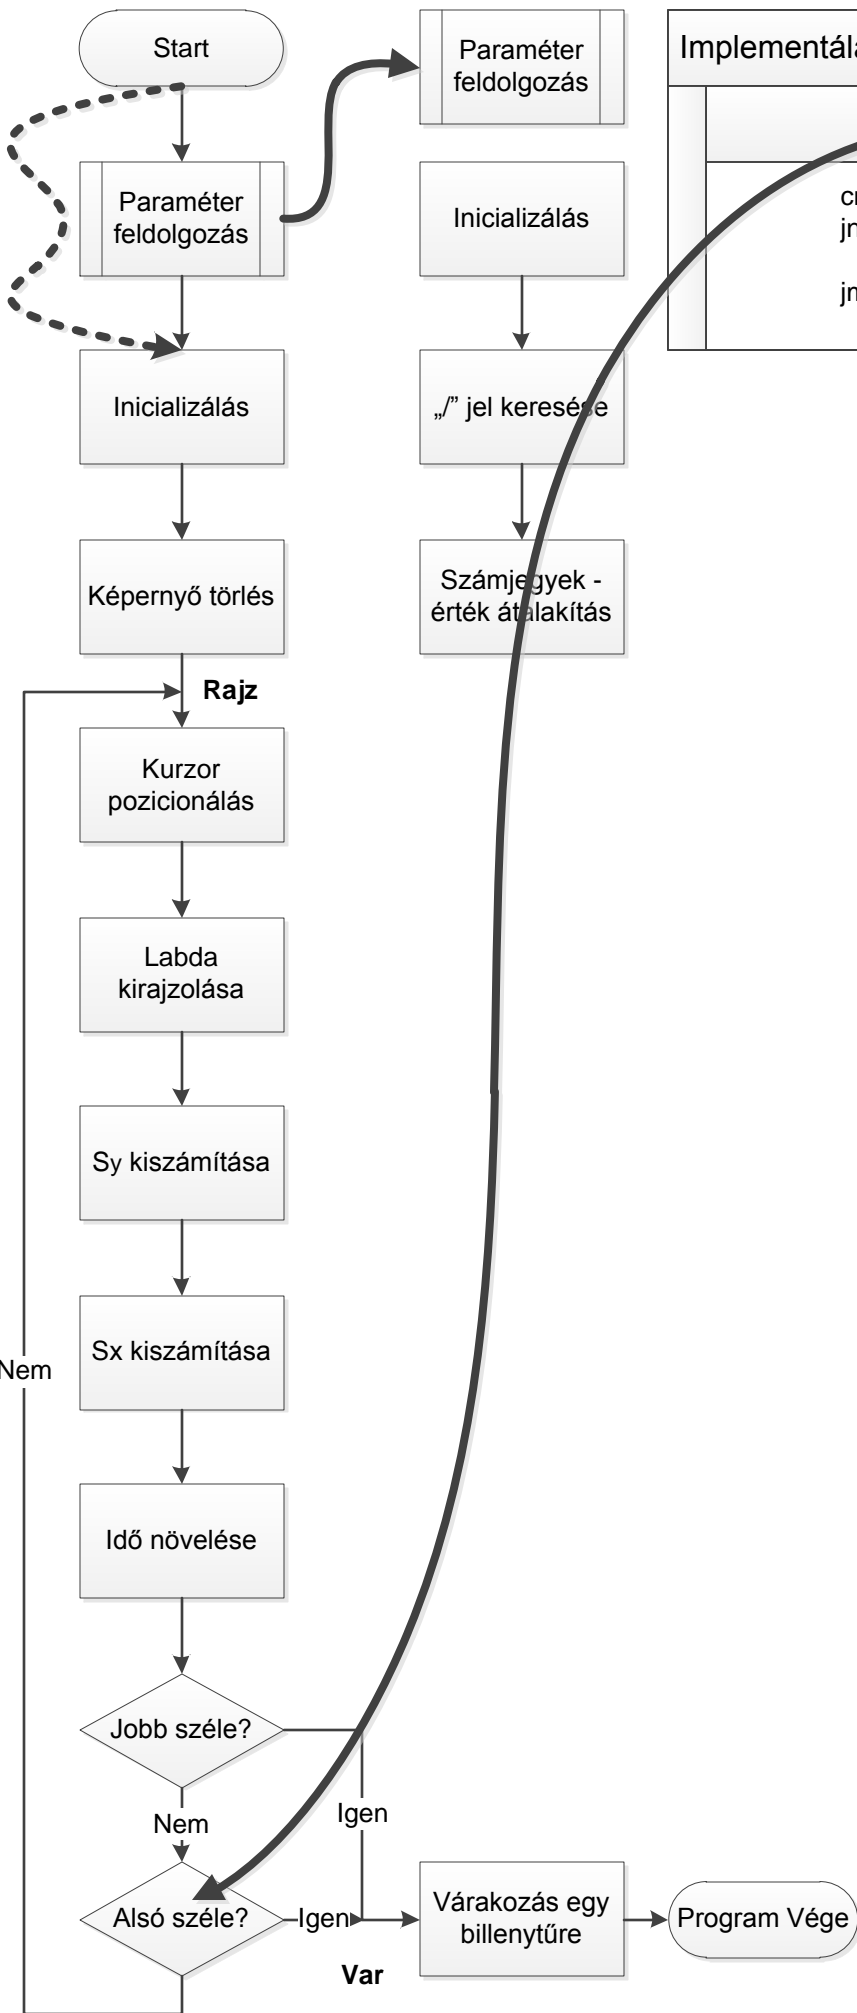 Start
Paraméter
feldolgozás
Inicializálás
Képernyő törlés
Rajz
Kurzor
pozicionálás
Labda
kirajzolása
Sy kiszámítása
Sx kiszámítása
Idő növelése
Jobb széle?
Nem
Igen
Alsó széle?
Igen
Nem
Var
Várakozás egy
billenytűre
Program Vége
Paraméter
feldolgozás
Inicializálás
„/” jel keresése
Számjegyek -
érték átalakítás